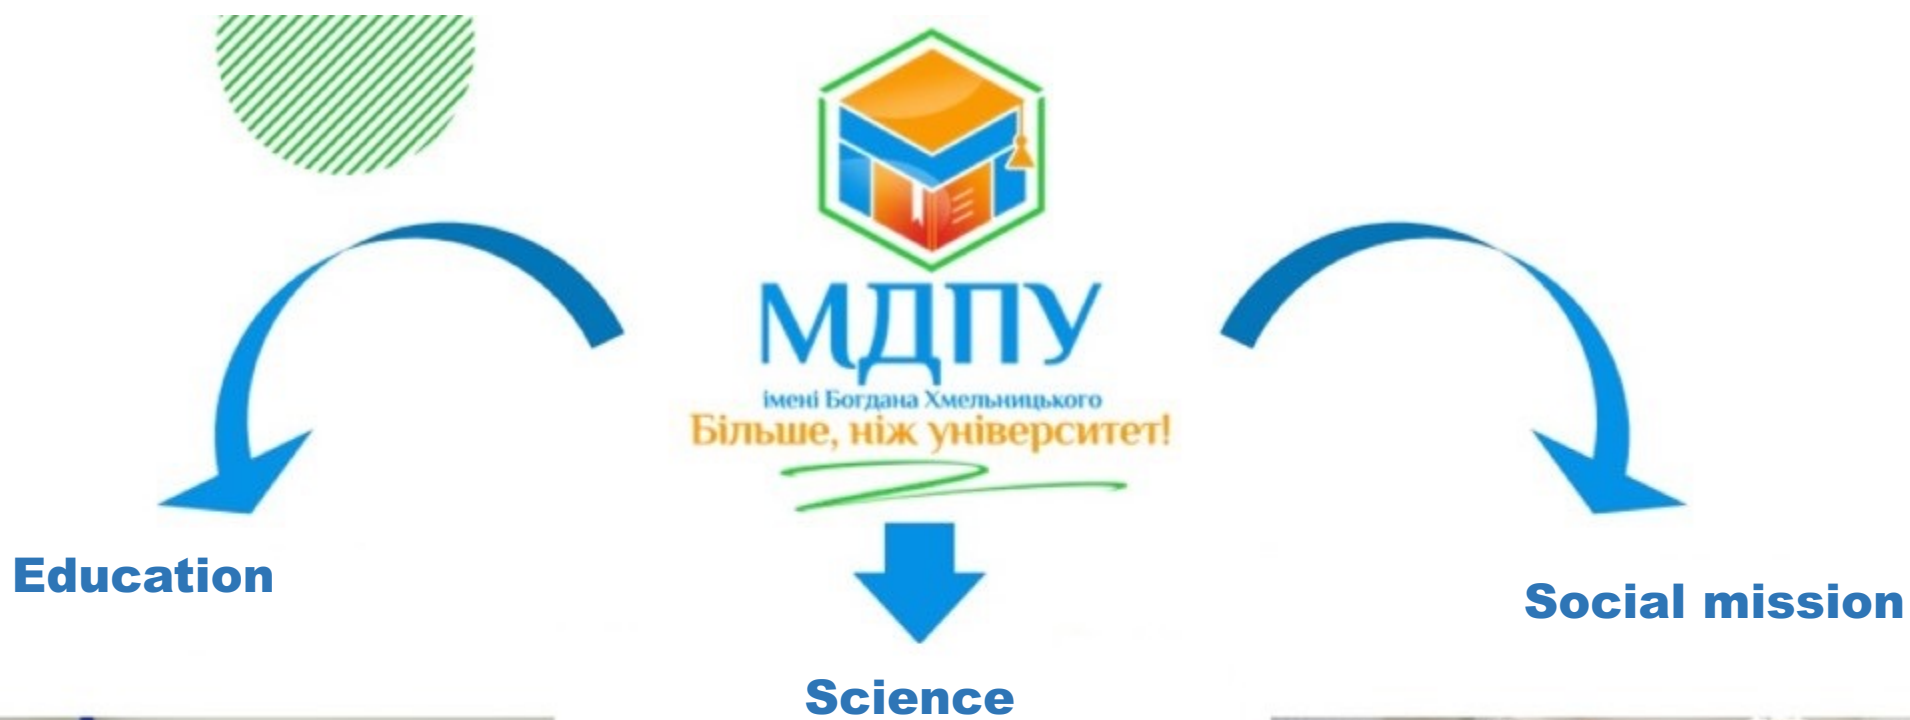 МДПУ
імені Богдана Хмельницького
Більше, ніж університет!
Education
Social mission
Science